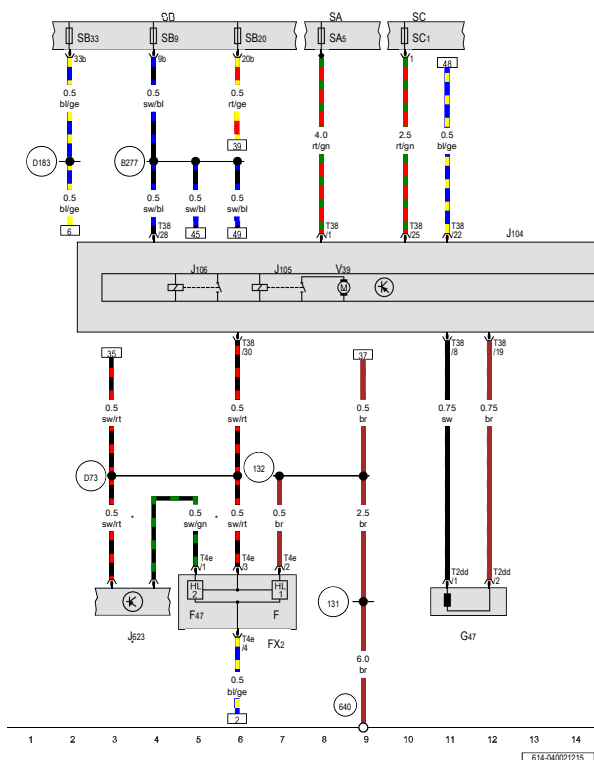 SB SA SC
SB33 SB9 SB20 SA5 SC1
33b 9b 20b 1 48
0.5 0.5 0.5
bl/ge sw/bl rt/ge
4.0 2.5 0.5
rt/gn rt/gn bl/ge
39
D183 B277
0.5 0.5 0.5 0.5
bl/ge sw/bl sw/bl sw/bl
6 T38 /28 45 49 T38 /1 T38 /25 T38 /22 J104
J106 J105 V39
M
35 T38 /30 37 T38 /8 T38 /19
0.5 0.5 0.5 0.75 0.75
sw/rt sw/rt br sw br
D73 132
0.5 * 0.5 * 0.5 0.5 2.5
sw/rt sw/gn sw/rt br br
T4e /1 T4e /3 T4e /2 T2dd /1 T2dd /2
HL 2 HL 1
131
F47 F
J623 * T4e /4 FX2 G47
0.5 6.0
bl/ge br
640
2
1 2 3 4 5 6 7 8 9 10 11 12 13 14
614-040021215